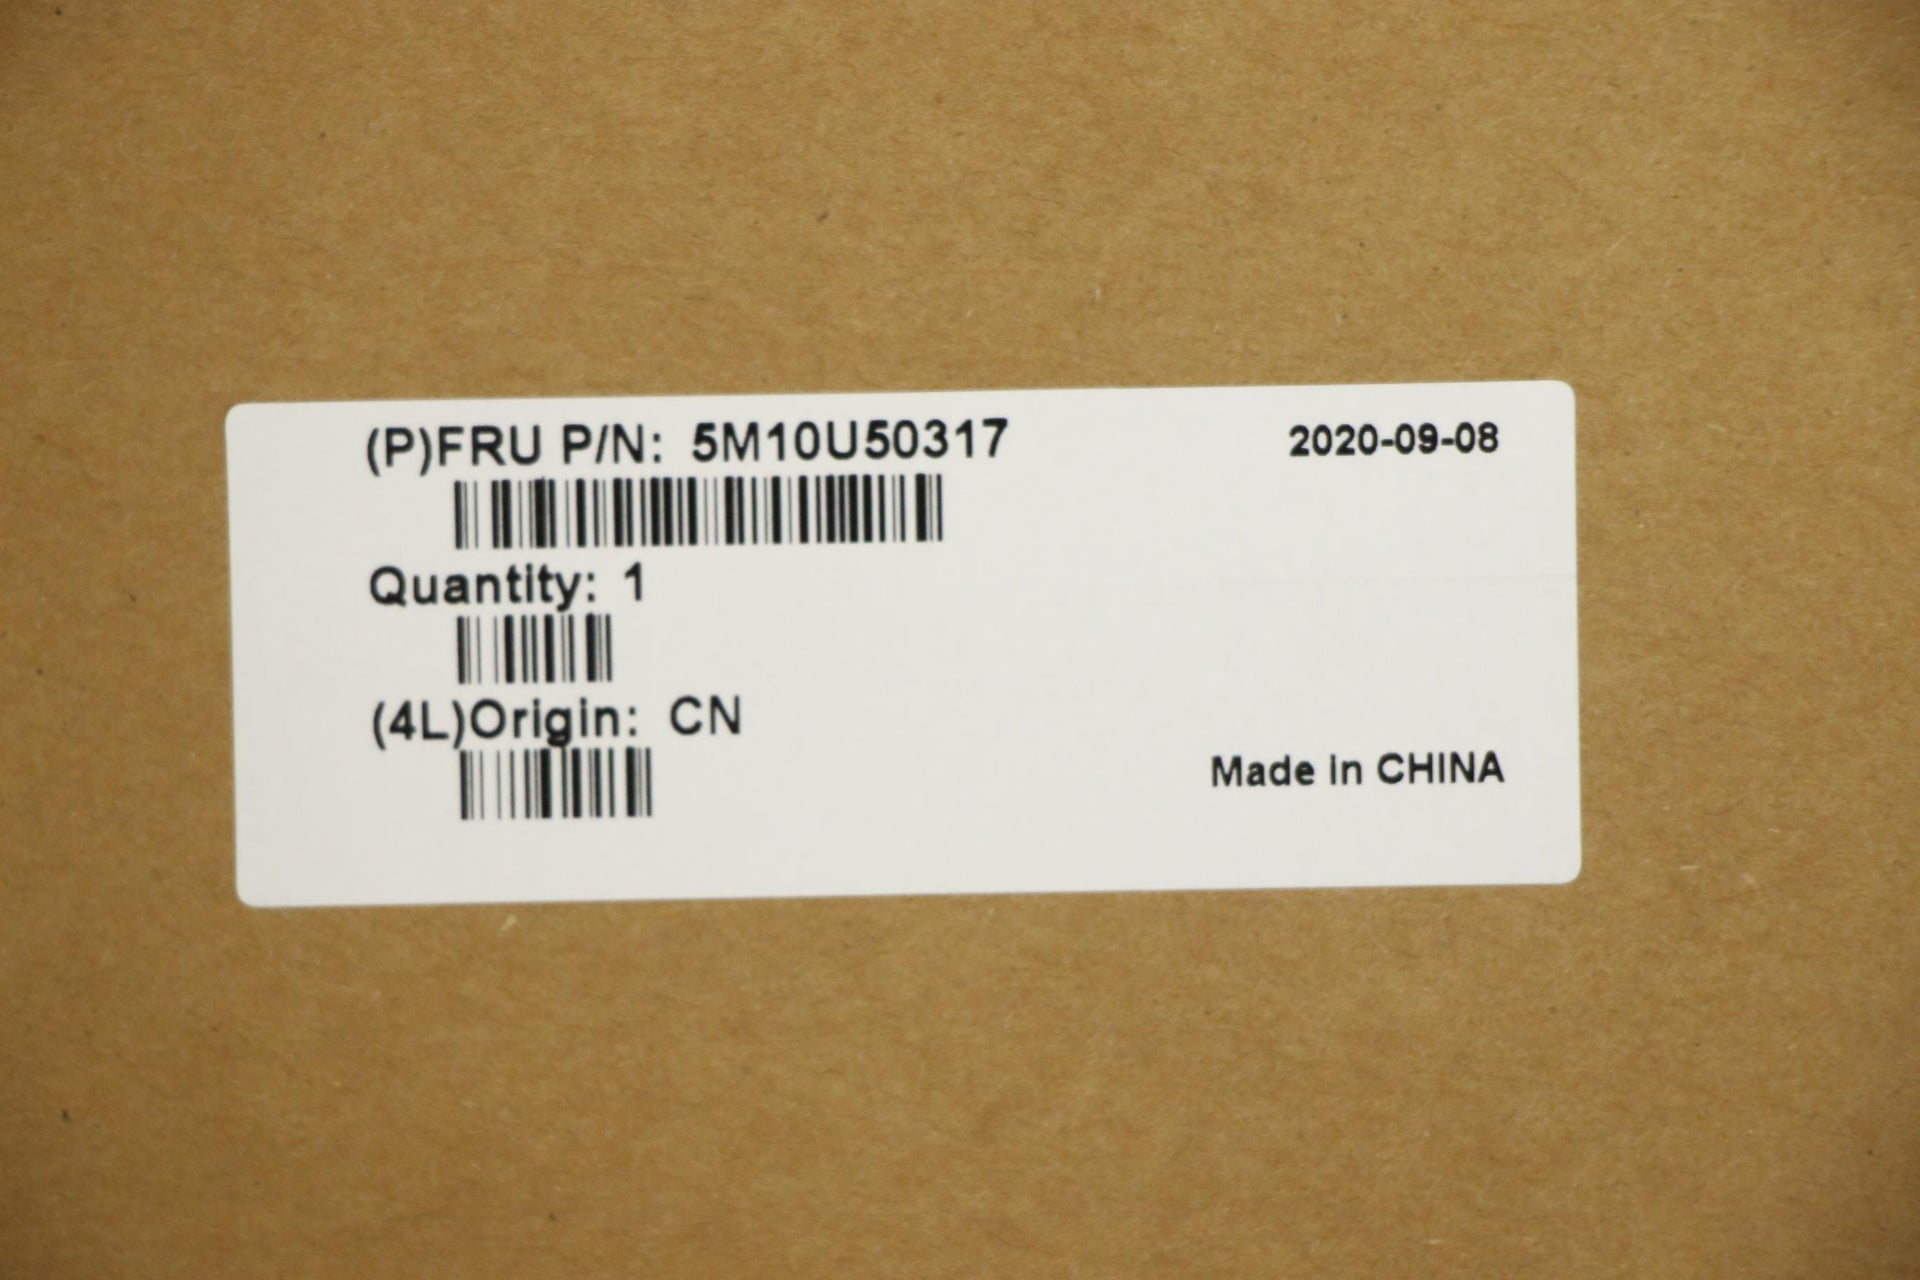 (P)FRU P/N: 5M10U50317
2020-09-08
Quantity: 1
(4L)Origin: CN
Made in CHINA